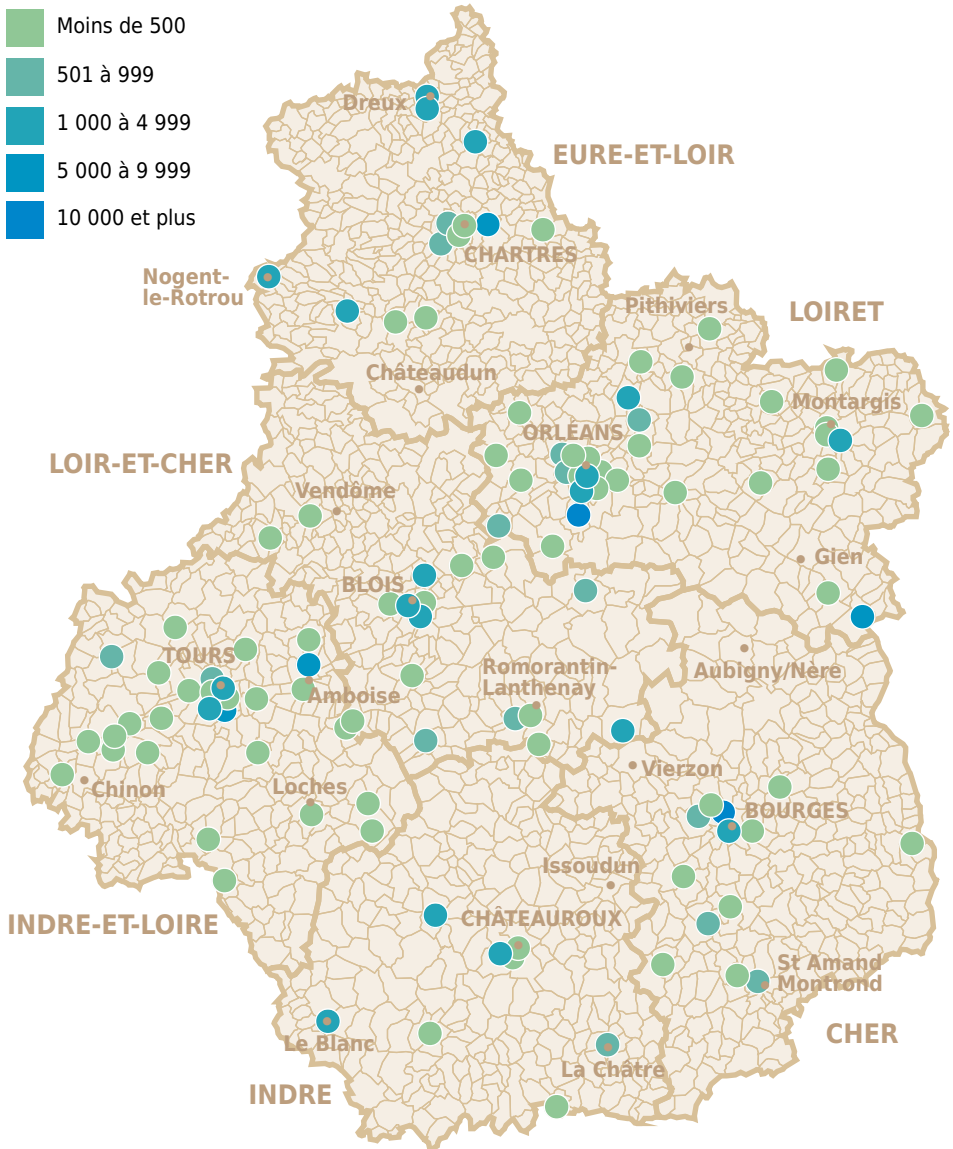 Moins de 500
501 à 999
1 000 à 4 999
5 000 à 9 999
10 000 et plus
Dreux
EURE-ET-LOIR
CHARTRES
Nogent-
le-Rotrou
Pithiviers
LOIRET
Châteaudun
Montargis
ORLÉANS
LOIR-ET-CHER
Vendôme
Gien
BLOIS
TOURS
Romorantin-
Lanthenay
Aubigny/Nère
Amboise
Vierzon
Chinon
Loches
BOURGES
Issoudun
CHÂTEAUROUX
INDRE-ET-LOIRE
St Amand
Montrond
CHER
Le Blanc
La Châtre
INDRE